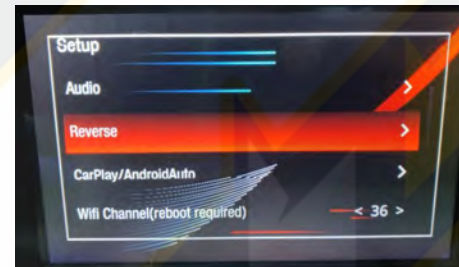 Setup
Audio >
Reverse >
CarPlay/AndroidAuto >
Wifi Channel(reboot required) < 36 >